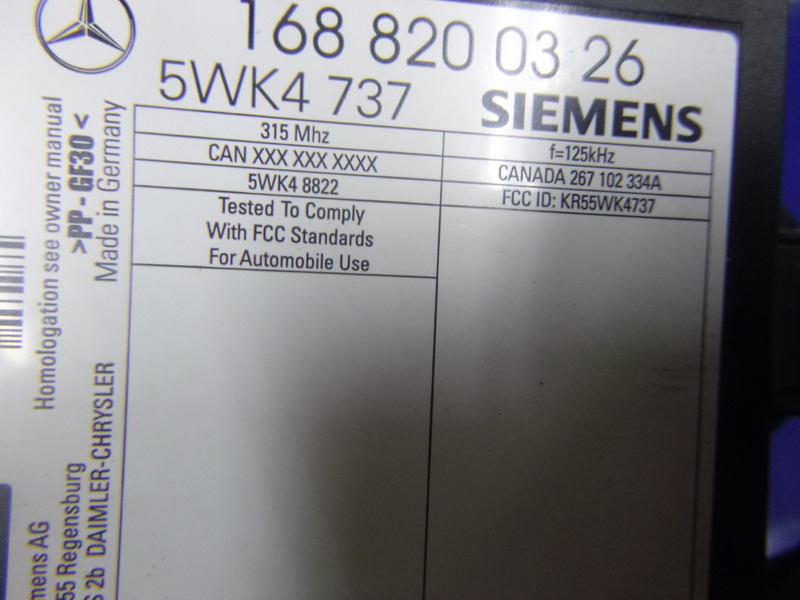 168 820 03 26
5WK4 737
SIEMENS
315 Mhz
CAN XXX XXX XXXX
5WK4 8822
Tested To Comply
With FCC Standards
For Automobile Use
f=125kHz
CANADA 267 102 334A
FCC ID: KR55WK4737
Homologation see owner manual
>PP-GF30<
Made in Germany
mens AG
55 Regensburg
S 2b DAIMLER-CHRYSLER